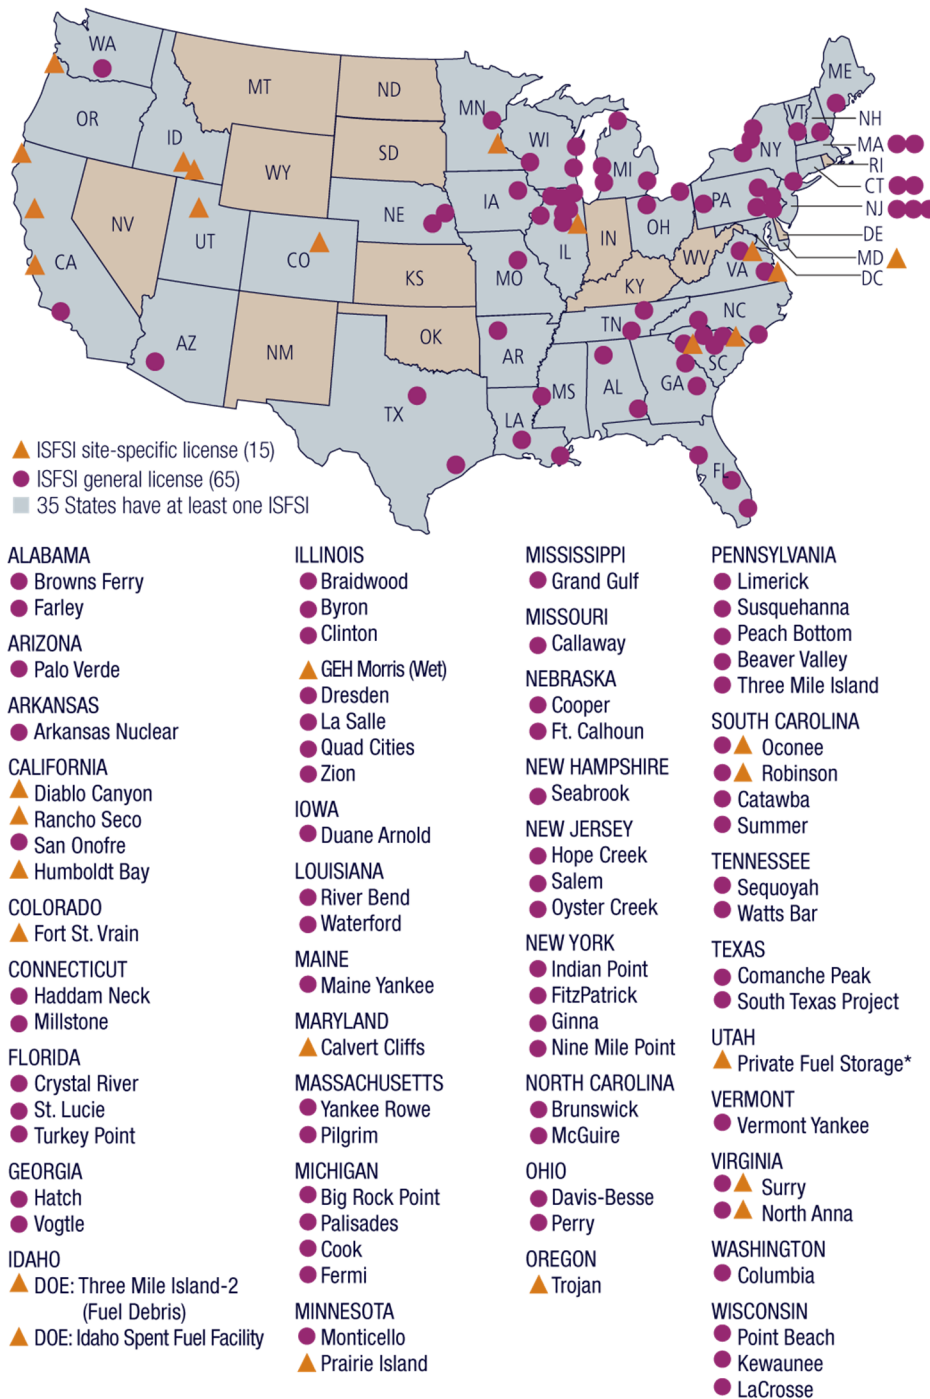 WA
MT
ND
MN
ME
OR
ID
WI
VT
NH
SD
MI
NY
MA
WY
RI
IA
PA
CT
NE
NJ
NV
OH
UT
IL
IN
DE
CA
CO
WV
MD
KS
MO
VA
DC
KY
NC
TN
AZ
OK
NM
AR
SC
MS
AL
GA
TX
LA
FL
ISFSI site-specific license (15)
ISFSI general license (65)
35 States have at least one ISFSI
ALABAMA
Browns Ferry
Farley
ARIZONA
Palo Verde
ARKANSAS
Arkansas Nuclear
CALIFORNIA
Diablo Canyon
Rancho Seco
San Onofre
Humboldt Bay
COLORADO
Fort St. Vrain
CONNECTICUT
Haddam Neck
Millstone
FLORIDA
Crystal River
St. Lucie
Turkey Point
GEORGIA
Hatch
Vogtle
IDAHO
DOE: Three Mile Island-2
(Fuel Debris)
DOE: Idaho Spent Fuel Facility
ILLINOIS
Braidwood
Byron
Clinton
GEH Morris (Wet)
Dresden
La Salle
Quad Cities
Zion
IOWA
Duane Arnold
LOUISIANA
River Bend
Waterford
MAINE
Maine Yankee
MARYLAND
Calvert Cliffs
MASSACHUSETTS
Yankee Rowe
Pilgrim
MICHIGAN
Big Rock Point
Palisades
Cook
Fermi
MINNESOTA
Monticello
Prairie Island
MISSISSIPPI
Grand Gulf
MISSOURI
Callaway
NEBRASKA
Cooper
Ft. Calhoun
NEW HAMPSHIRE
Seabrook
NEW JERSEY
Hope Creek
Salem
Oyster Creek
NEW YORK
Indian Point
FitzPatrick
Ginna
Nine Mile Point
NORTH CAROLINA
Brunswick
McGuire
OHIO
Davis-Besse
Perry
OREGON
Trojan
PENNSYLVANIA
Limerick
Susquehanna
Peach Bottom
Beaver Valley
Three Mile Island
SOUTH CAROLINA
Oconee
Robinson
Catawba
Summer
TENNESSEE
Sequoyah
Watts Bar
TEXAS
Comanche Peak
South Texas Project
UTAH
Private Fuel Storage*
VERMONT
Vermont Yankee
VIRGINIA
Surry
North Anna
WASHINGTON
Columbia
WISCONSIN
Point Beach
Kewaunee
LaCrosse